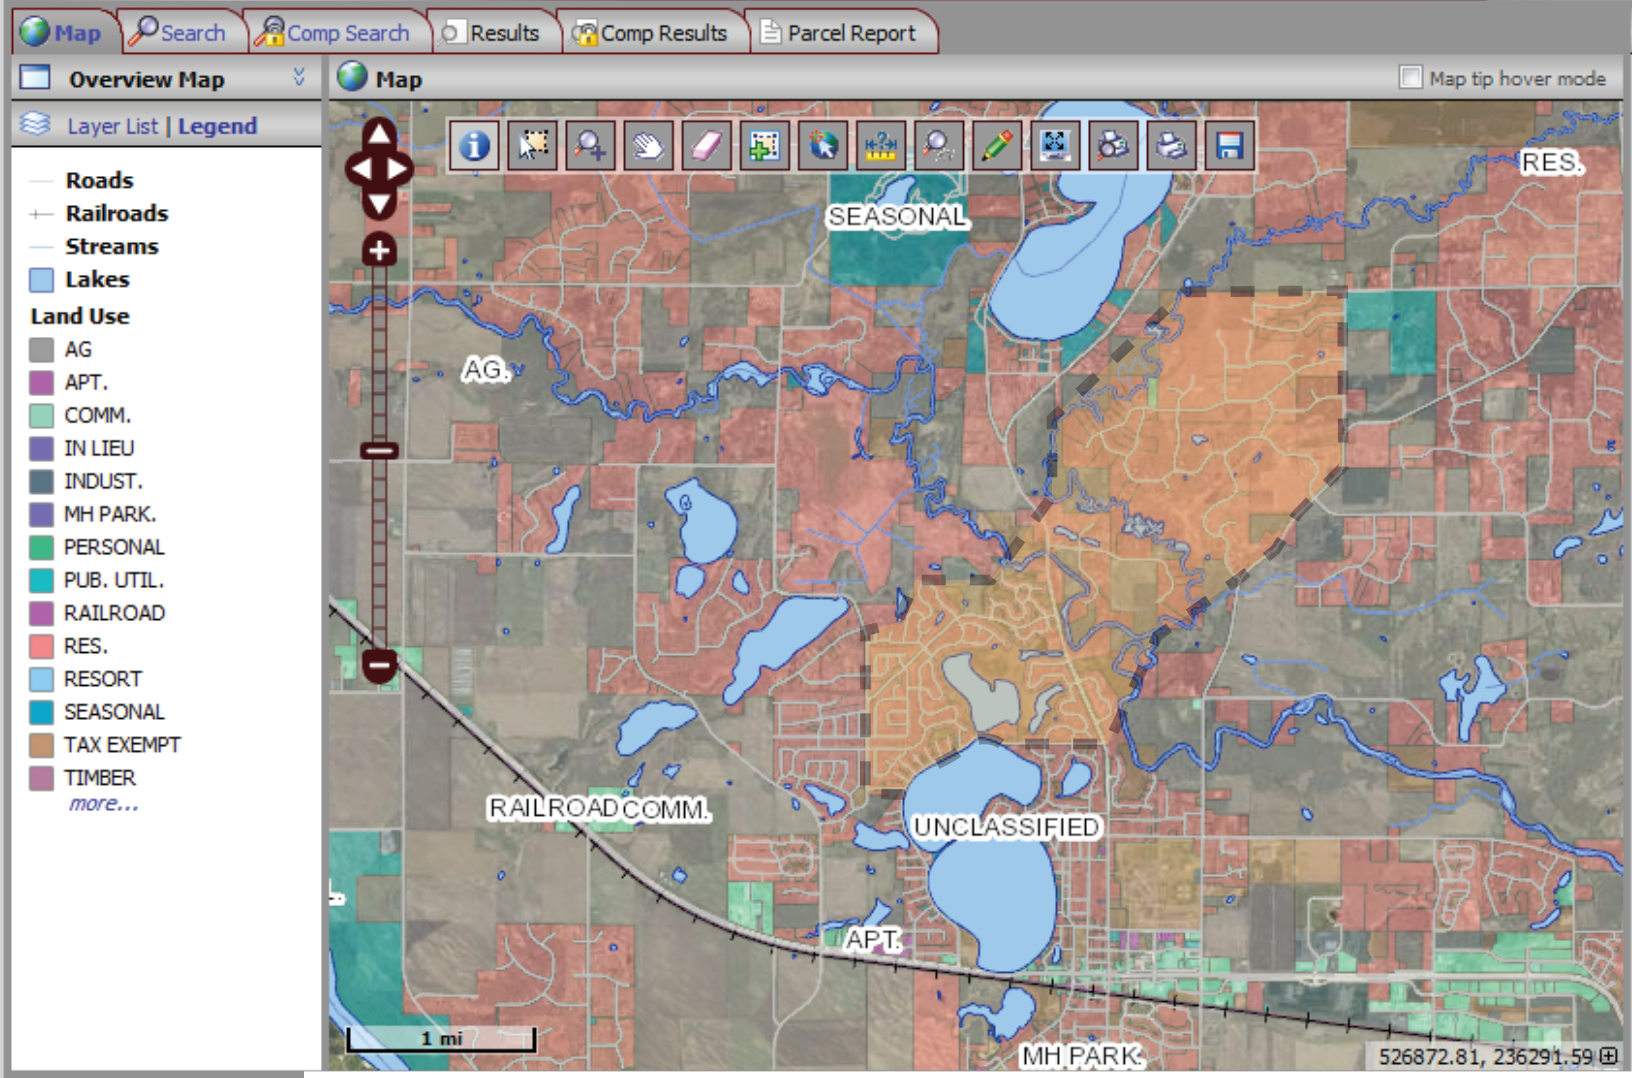 Map Search Comp Search Results Comp Results Parcel Report
Overview Map
Map
Map tip hover mode
Layer List | Legend
Roads
Railroads
Streams
Lakes
Land Use
AG
APT.
COMM.
IN LIEU
INDUST.
MH PARK.
PERSONAL
PUB. UTIL.
RAILROAD
RES.
RESORT
SEASONAL
TAX EXEMPT
TIMBER
more...
RES.
SEASONAL
AG.
RAILROAD COMM.
UNCLASSIFIED
APT.
MH PARK.
1 mi
526872.81, 236291.59